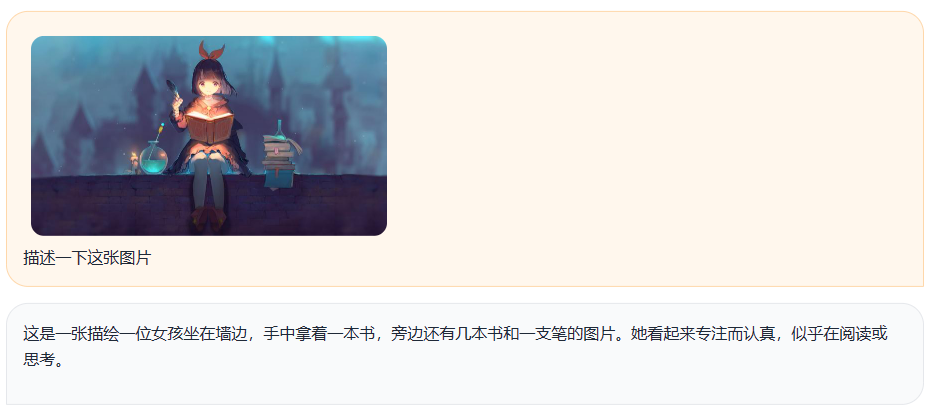 描述一下这张图片
这是一张描绘一位女孩坐在墙边，手中拿着一本书，旁边还有几本书和一支笔的图片。她看起来专注而认真，似乎在阅读或
思考。